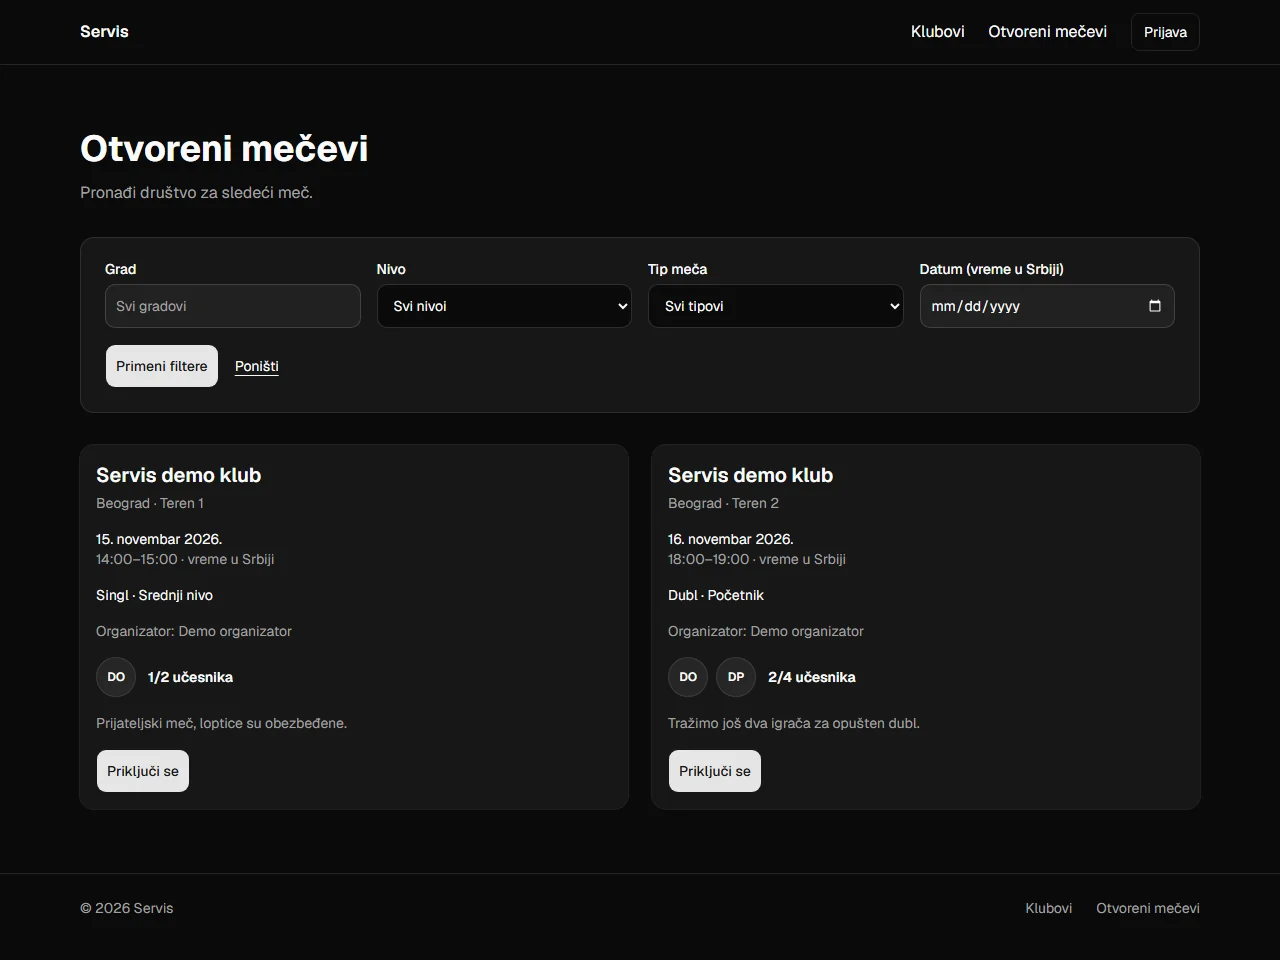 Servis
Klubovi
Otvoreni mečevi
Prijava
Otvoreni mečevi
Pronađi društvo za sledeći meč.
Grad
Nivo
Tip meča
Datum (vreme u Srbiji)
Svi gradovi
Svi nivoi
Svi tipovi
mm/dd/yyyy
Primeni filtere
Poništi
Servis demo klub
Beograd · Teren 1
15. novembar 2026.
14:00–15:00 · vreme u Srbiji
Singl · Srednji nivo
Organizator: Demo organizator
DO
1/2 učesnika
Prijateljski meč, loptice su obezbeđene.
Priključi se
Servis demo klub
Beograd · Teren 2
16. novembar 2026.
18:00–19:00 · vreme u Srbiji
Dubl · Početnik
Organizator: Demo organizator
DO
DP
2/4 učesnika
Tražimo još dva igrača za opušten dubl.
Priključi se
© 2026 Servis
Klubovi
Otvoreni mečevi